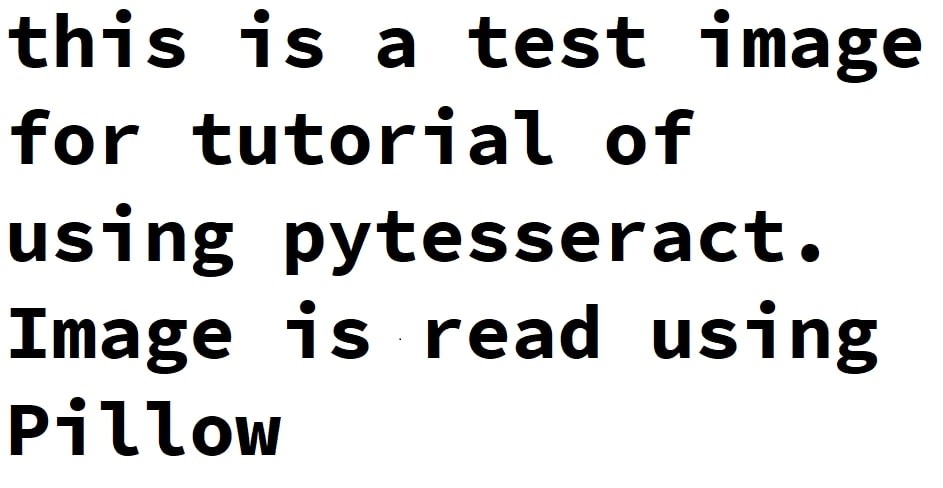 this is a test image
for tutorial of
using pytesseract.
Image is read using
Pillow